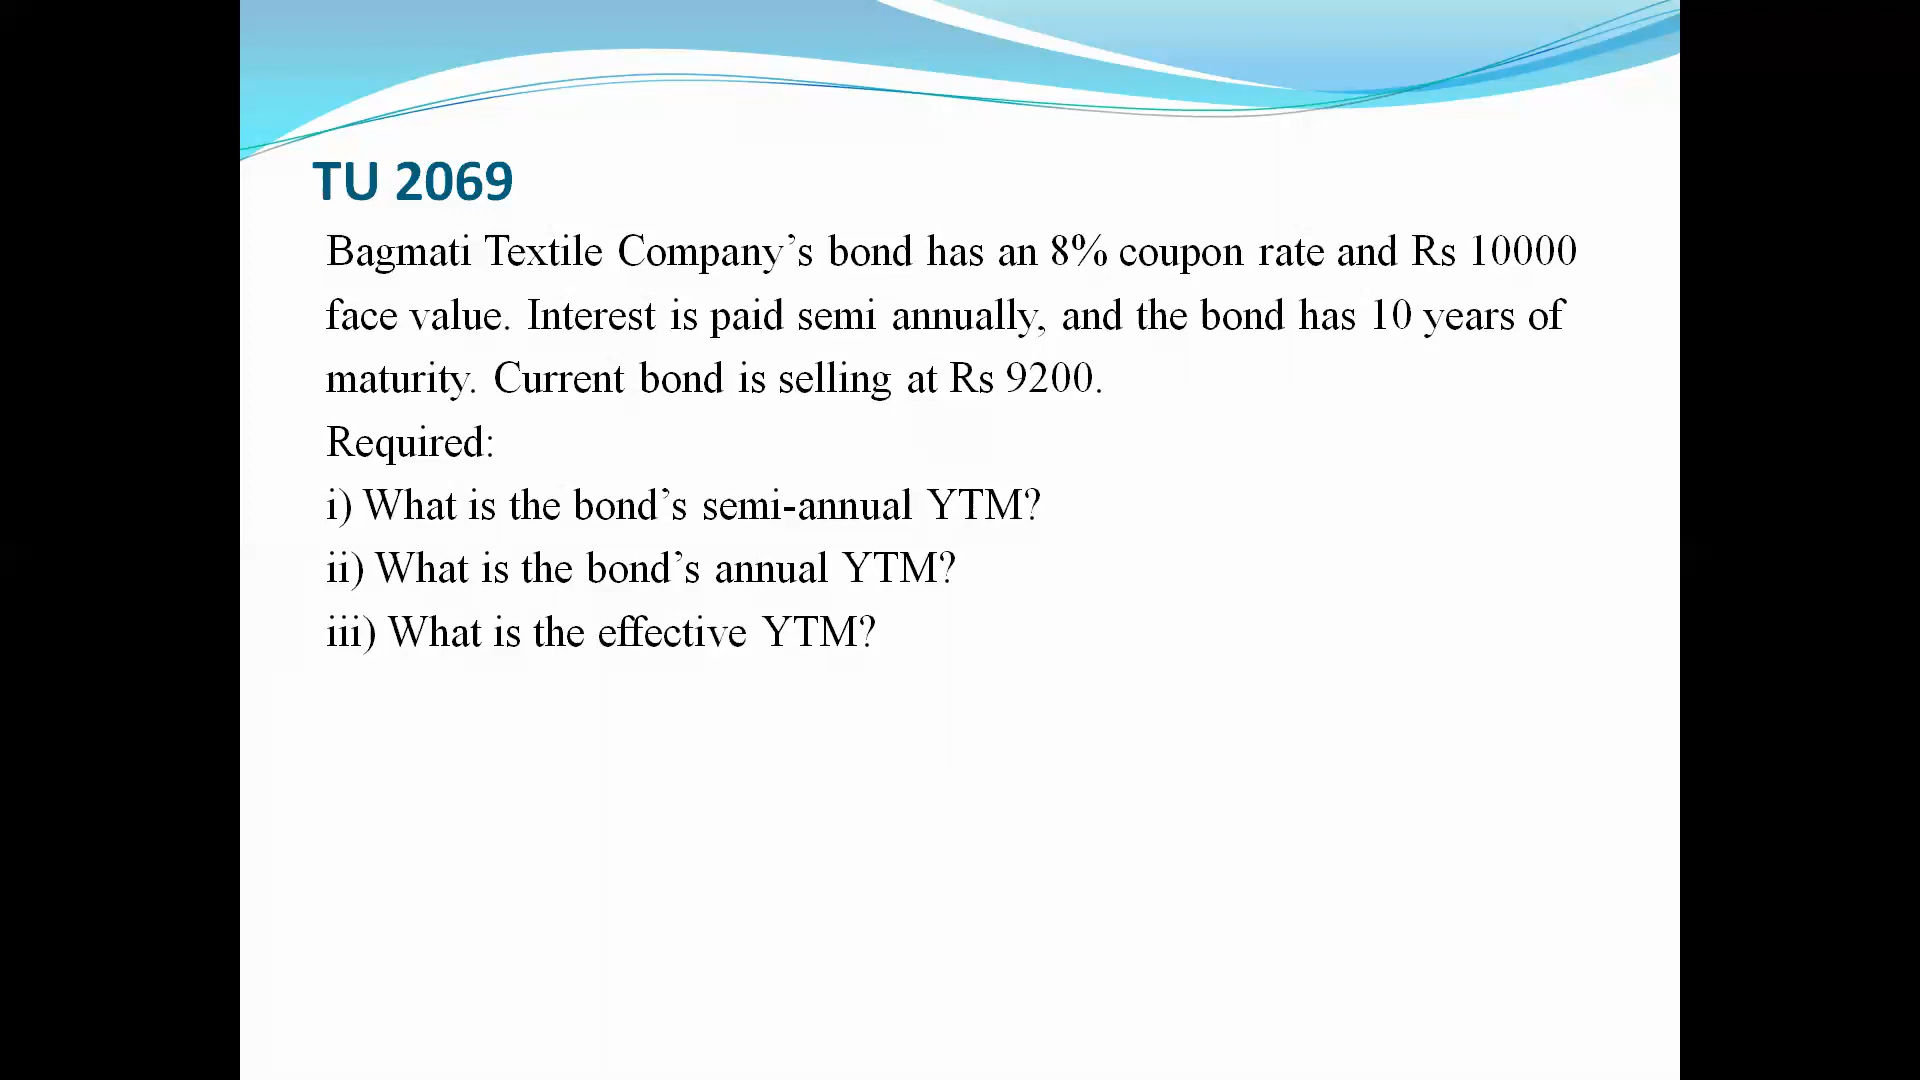 TU 2069
Bagmati Textile Company’s bond has an 8% coupon rate and Rs 10000
face value. Interest is paid semi annually, and the bond has 10 years of
maturity. Current bond is selling at Rs 9200.
Required:
i) What is the bond’s semi-annual YTM?
ii) What is the bond’s annual YTM?
iii) What is the effective YTM?